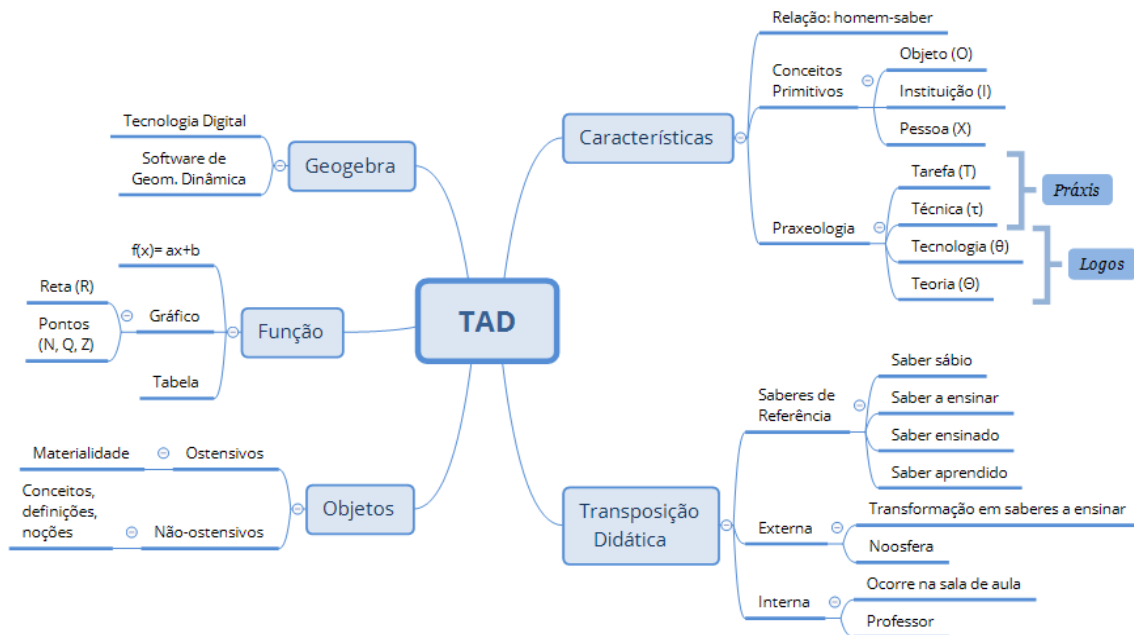 TAD
Características
Relação: homem-saber
Conceitos
Primitivos
Objeto (O)
Instituição (I)
Pessoa (X)
Praxeologia
Tarefa (T)
Técnica (τ)
Tecnologia (θ)
Teoria (Θ)
Práxis
Logos
Transposição
Didática
Saberes de
Referência
Saber sábio
Saber a ensinar
Saber ensinado
Saber aprendido
Externa
Transformação em saberes a ensinar
Noosfera
Interna
Ocorre na sala de aula
Professor
Geogebra
Tecnologia Digital
Software de
Geom. Dinâmica
Função
f(x)= ax+b
Gráfico
Reta (R)
Pontos
(N, Q, Z)
Tabela
Objetos
Ostensivos
Materialidade
Não-ostensivos
Conceitos,
definições,
noções